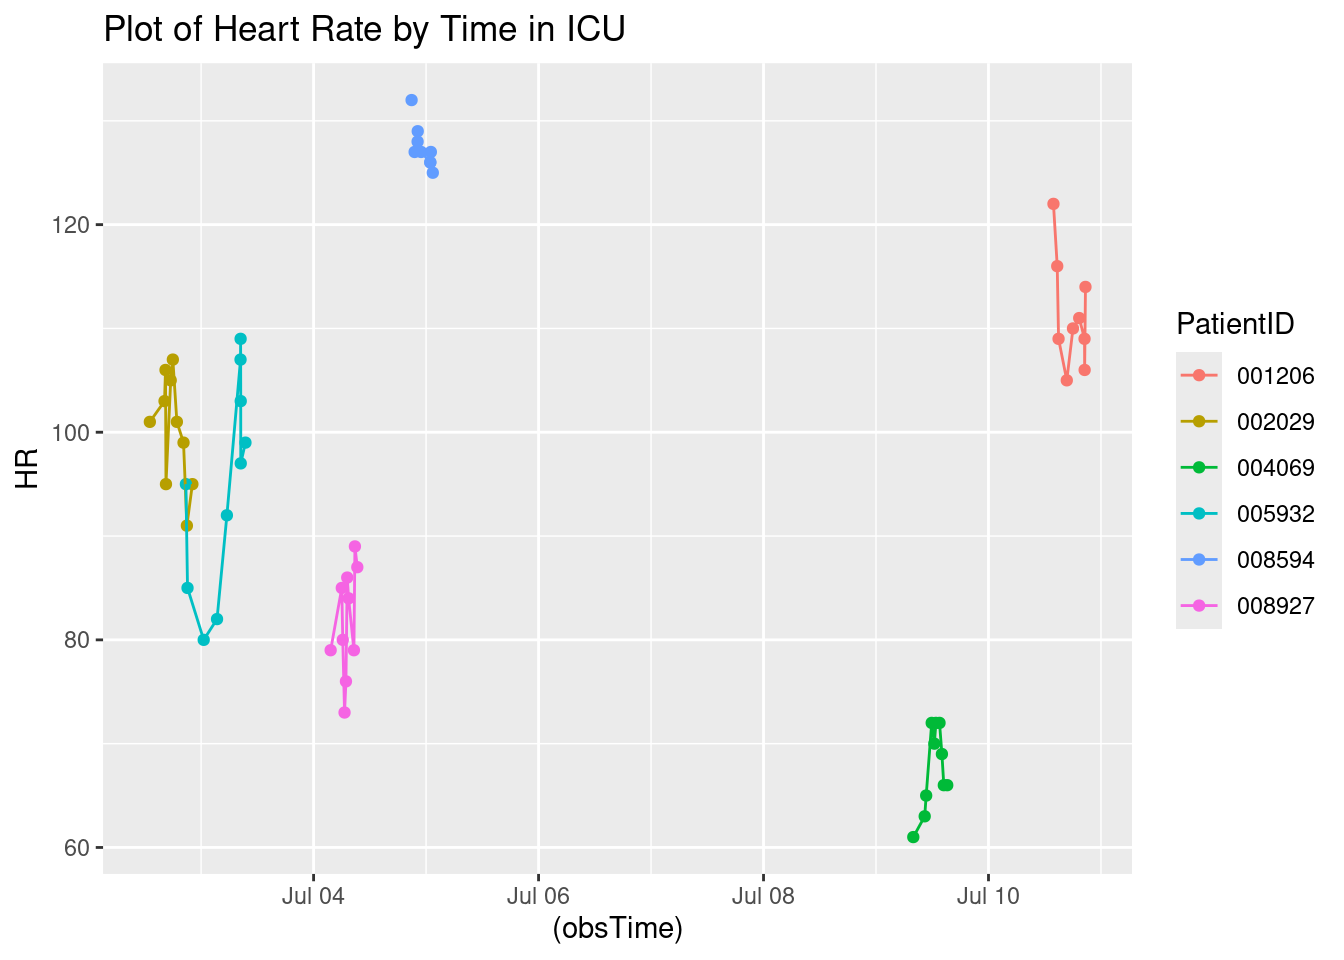 Plot of Heart Rate by Time in ICU
HR
120
100
80
60
Jul 04
Jul 06
Jul 08
Jul 10
(obsTime)
PatientID
001206
002029
004069
005932
008594
008927